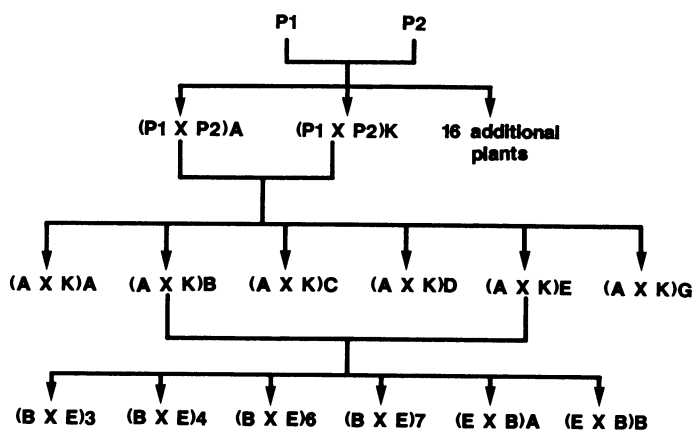 P1 P2
(P1 X P2)A (P1 X P2)K 16 additional
plants
(A X K)A (A X K)B (A X K)C (A X K)D (A X K)E (A X K)G
(B X E)3 (B X E)4 (B X E)6 (B X E)7 (E X B)A (E X B)B